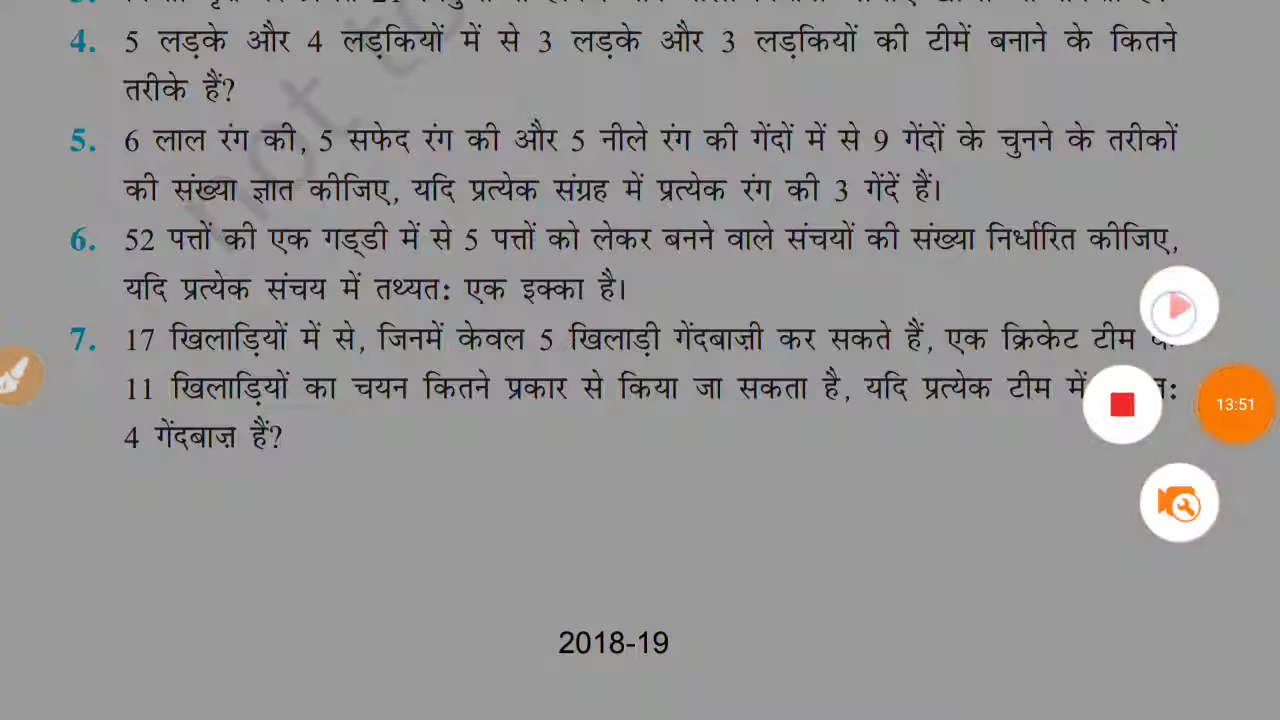 4. 5 लड़के और 4 लड़कियों में से 3 लड़के और 3 लड़कियों की टीमें बनाने के कितने
तरीके हैं?
5. 6 लाल रंग की, 5 सफेद रंग की और 5 नीले रंग की गेंदों में से 9 गेंदों के चुनने के तरीकों
की संख्या ज्ञात कीजिए, यदि प्रत्येक संग्रह में प्रत्येक रंग की 3 गेंदें हैं।
6. 52 पत्तों की एक गड्डी में से 5 पत्तों को लेकर बनने वाले संचयों की संख्या निर्धारित कीजिए,
यदि प्रत्येक संचय में तथ्यत: एक इक्का है।
7. 17 खिलाड़ियों में से, जिनमें केवल 5 खिलाड़ी गेंदबाज़ी कर सकते हैं, एक क्रिकेट टीम
11 खिलाड़ियों का चयन कितने प्रकार से किया जा सकता है, यदि प्रत्येक टीम में
4 गेंदबाज़ हैं?
13:51
2018-19
not to